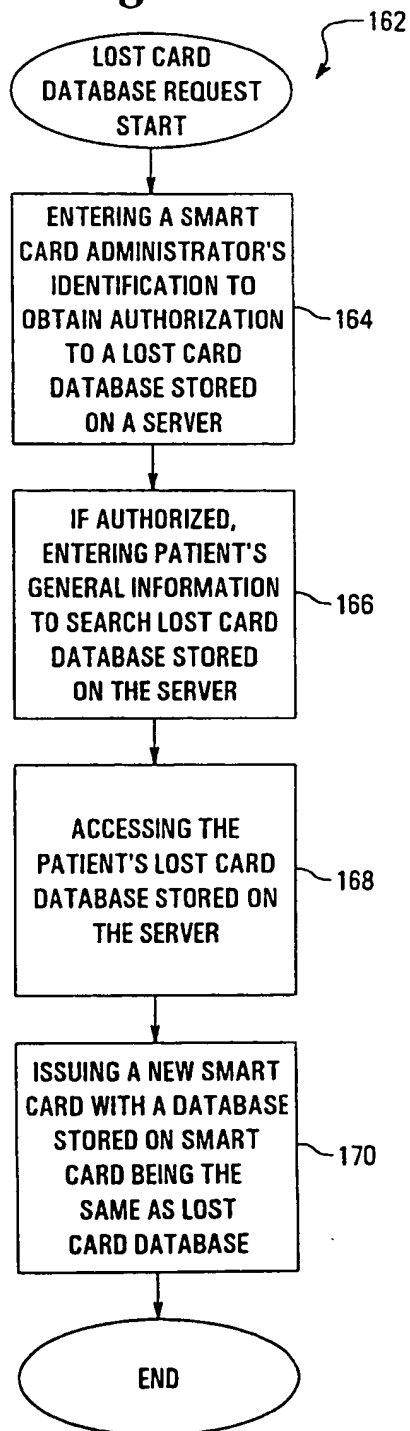 162
LOST CARD
DATABASE REQUEST
START
ENTERING A SMART
CARD ADMINISTRATOR'S
IDENTIFICATION TO
OBTAIN AUTHORIZATION
TO A LOST CARD
DATABASE STORED
ON A SERVER
164
IF AUTHORIZED,
ENTERING PATIENT'S
GENERAL INFORMATION
TO SEARCH LOST CARD
DATABASE STORED
ON THE SERVER
166
ACCESSING THE
PATIENT'S LOST CARD
DATABASE STORED ON
THE SERVER
168
ISSUING A NEW SMART
CARD WITH A DATABASE
STORED ON SMART
CARD BEING THE
SAME AS LOST
CARD DATABASE
170
END